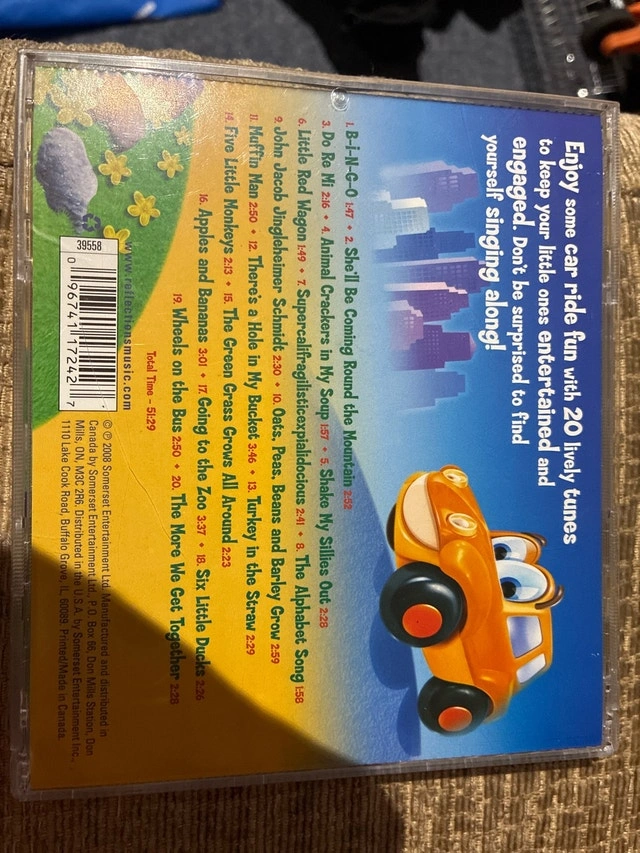 Enjoy some car ride fun with 20 lively tunes
to keep your little ones entertained and
engaged. Don't be surprised to find
yourself singing along!
1. B-I-N-G-O 1:47 • 2. She'll Be Coming Round the Mountain 2:52
3. Do Re Mi 2:16 • 4. Animal Crackers in My Soup 1:57 • 5. Shake My Sillies Out 2:28
6. Little Red Wagon 1:49 • 7. Supercalifragilisticexpialidocious 2:41 • 8. The Alphabet Song 1:58
9. John Jacob Jingleheimer Schmidt 2:30 • 10. Oats, Peas, Beans and Barley Grow 2:59
11. Muffin Man 2:50 • 12. There's a Hole in My Bucket 3:46 • 13. Turkey in the Straw 2:29
14. Five Little Monkeys 2:13 • 15. The Green Grass Grows All Around 2:23
16. Apples and Bananas 3:01 • 17. Going to the Zoo 3:37 • 18. Six Little Ducks 2:26
19. Wheels on the Bus 2:50 • 20. The More We Get Together 2:28
Total Time – 51:29
www.reflectionsmusic.com
39558
0 96741 17242 7
© ℗ 2008 Somerset Entertainment Ltd. Manufactured and distributed in
Canada by Somerset Entertainment Ltd., P.O. Box 66, Don Mills Station, Don
Mills, ON, M3C 2R6. Distributed in the U.S.A. by Somerset Entertainment Inc.,
1110 Lake Cook Road, Buffalo Grove, IL 60089. Printed/Made in Canada.